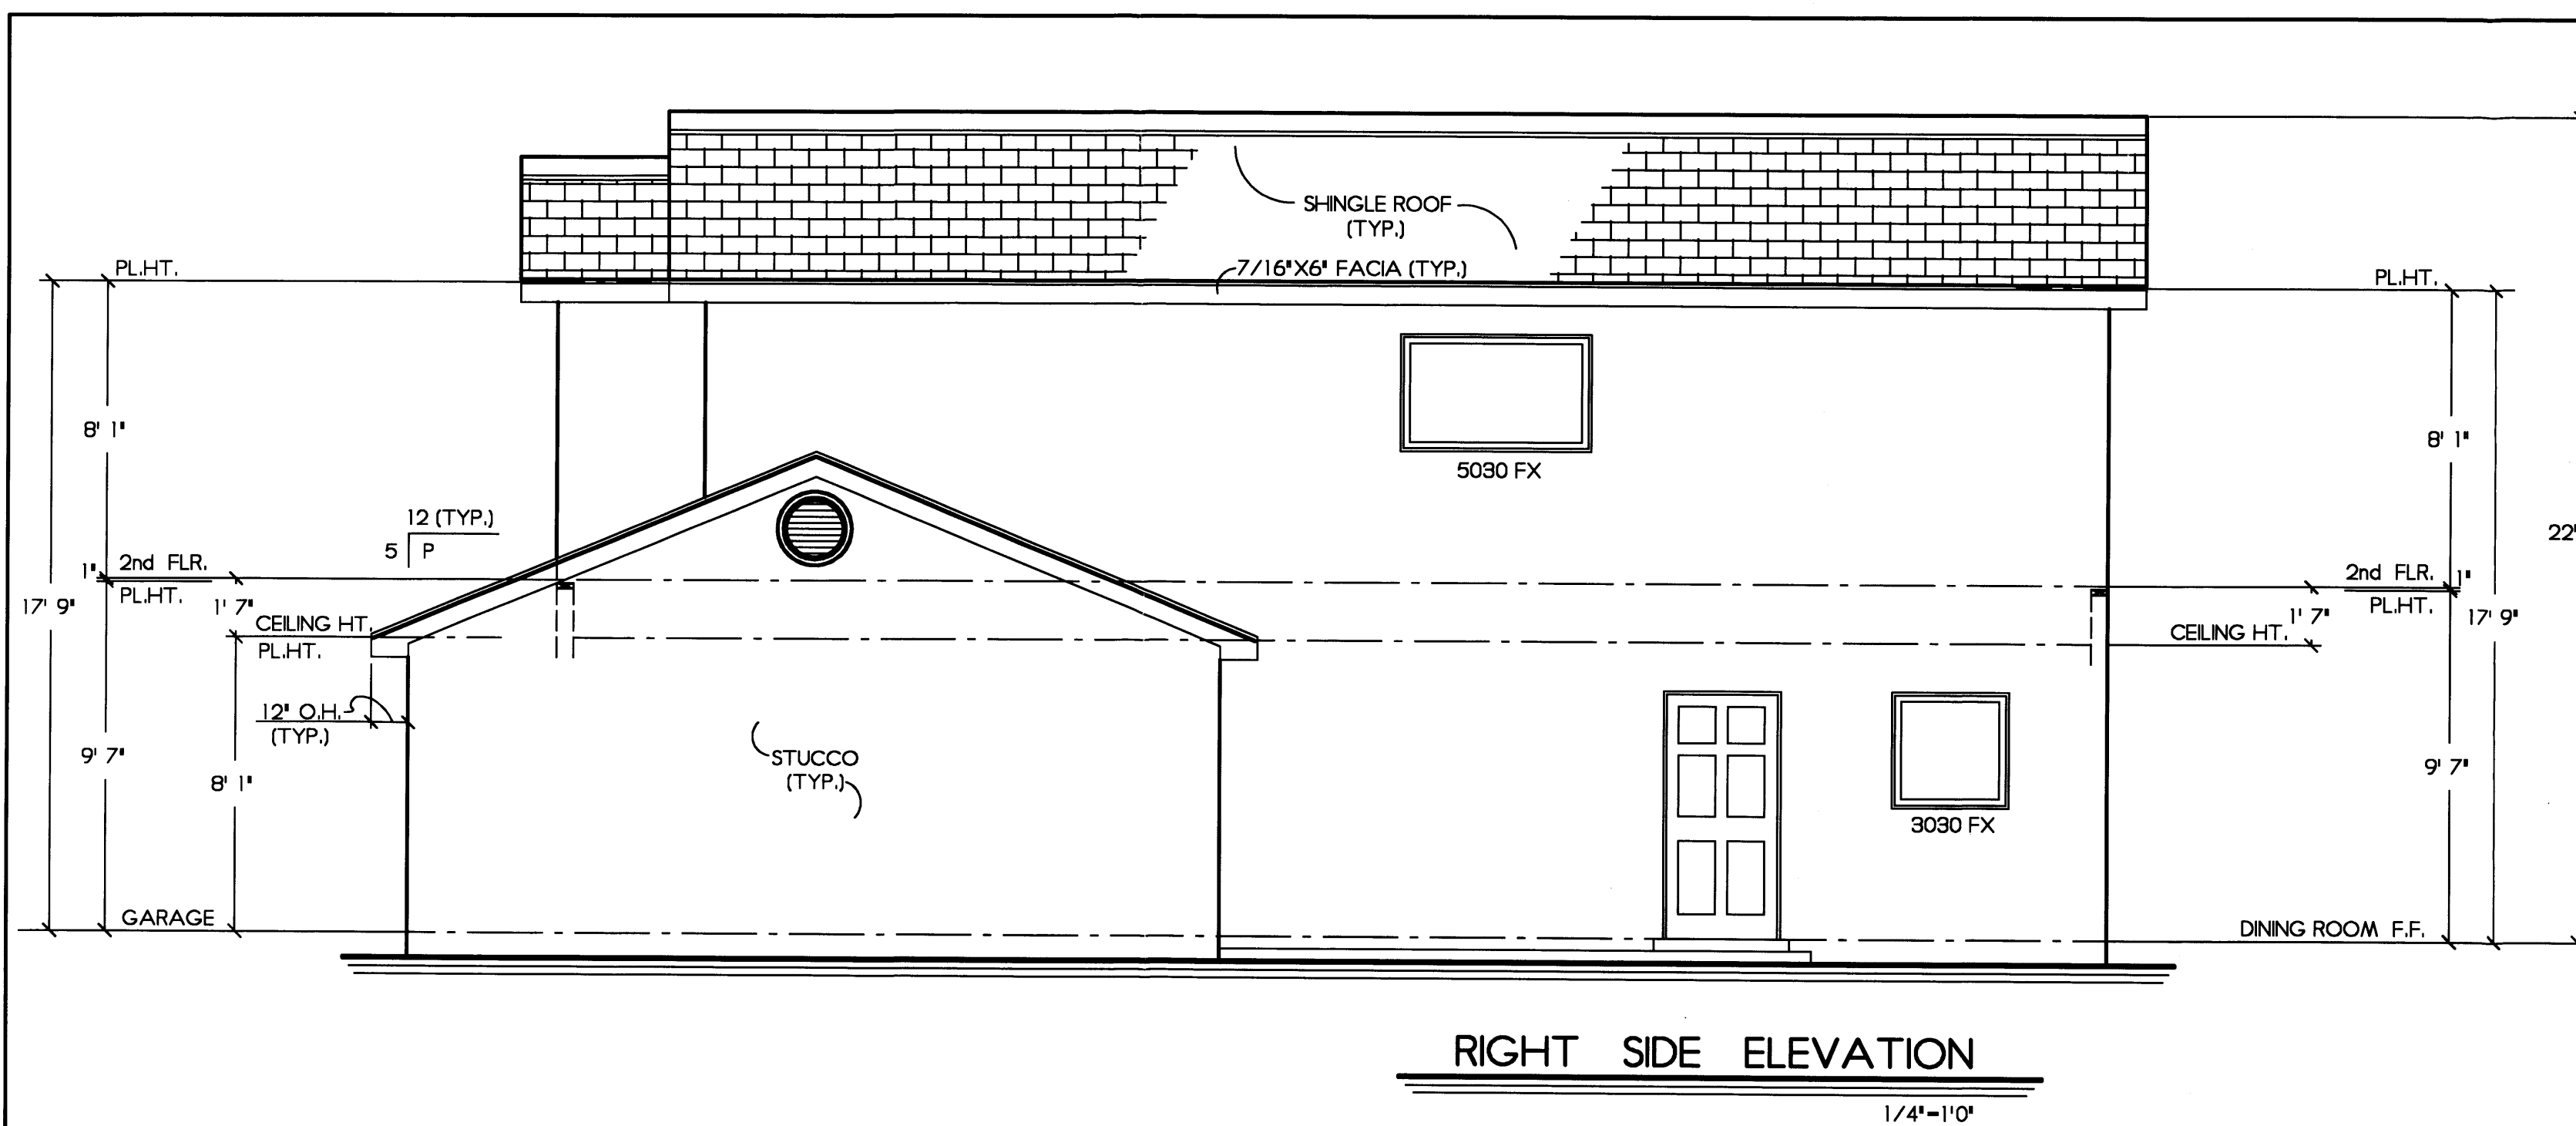 SHINGLE ROOF
(TYP.)
7/16"X6" FACIA (TYP.)
PL.HT.
PL.HT.
8' 1"
8' 1"
5030 FX
12 (TYP.)
5
P
22'
1"
2nd FLR.
PL.HT.
17' 9"
1' 7"
2nd FLR.
1"
PL.HT.
1' 7"
17' 9"
CEILING HT.
PL.HT.
CEILING HT.
12" O.H.
(TYP.)
9' 7"
8' 1"
STUCCO
(TYP.)
9' 7"
3030 FX
GARAGE
DINING ROOM F.F.
RIGHT SIDE ELEVATION
1/4"=1'0"